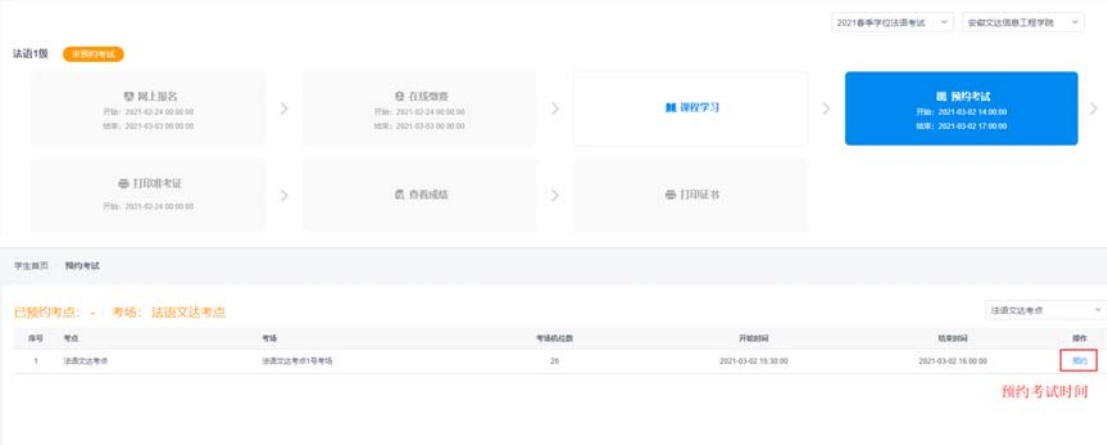 2021春季学位法语考试 安徽文达信息工程学院
法语1级 未预约考试
网上报名
开始：2021-02-24 00:00:00
结束：2021-03-03 00:00:00
在线缴费
开始：2021-02-24 00:00:00
结束：2021-03-03 00:00:00
课程学习
预约考试
开始：2021-03-02 14:00:00
结束：2021-03-02 17:00:00
打印准考证
开始：2021-02-24 00:00:00
查看成绩
打印证书
学生首页 预约考试
已预约考点： - 考场： 法语文达考点
法语文达考点
序号 考点 考场 考场机位数 开始时间 结束时间 操作
1 法语文达考点 法语文达考点1号考场 20 2021-03-02 15:30:00 2021-03-02 16:00:00 预约
预约考试时间